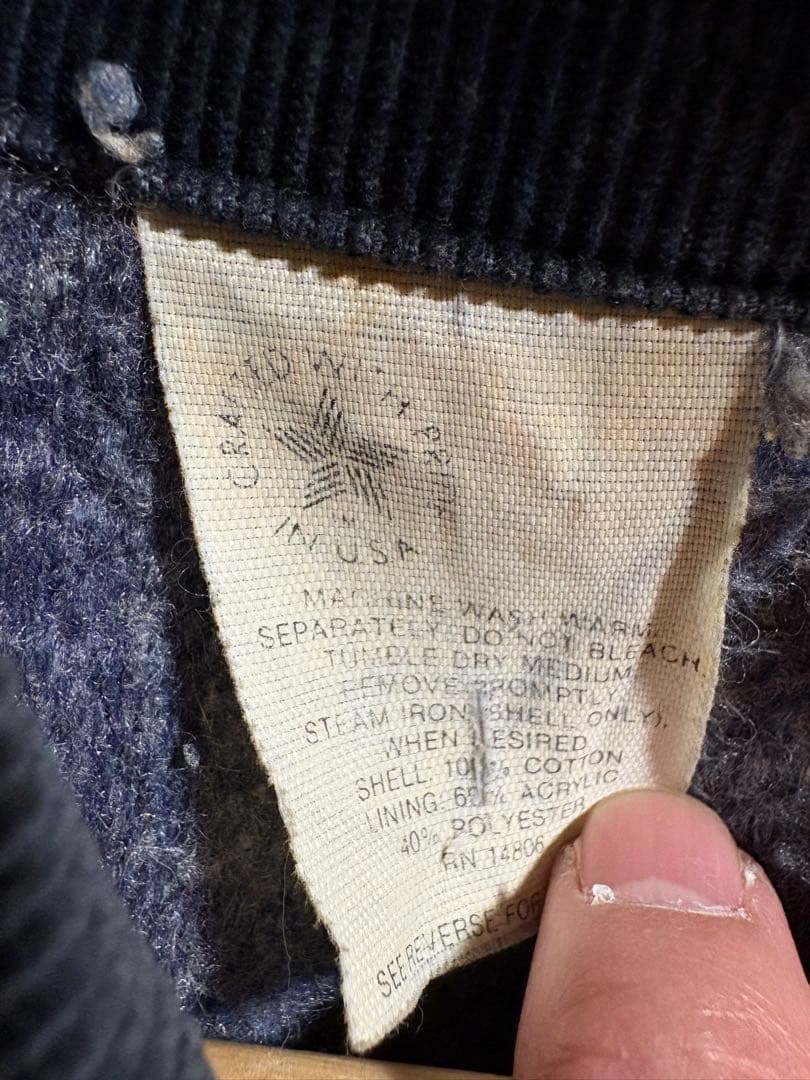 CRAFTED WITH PRIDE
IN U.S.A
MACHINE WASH WARM,
SEPARATELY. DO NOT BLEACH.
TUMBLE DRY MEDIUM.
REMOVE PROMPTLY.
STEAM IRON (SHELL ONLY),
WHEN DESIRED
SHELL 100% COTTON
LINING: 60% ACRYLIC
40% POLYESTER
RN 14806
SEE REVERSE FOR